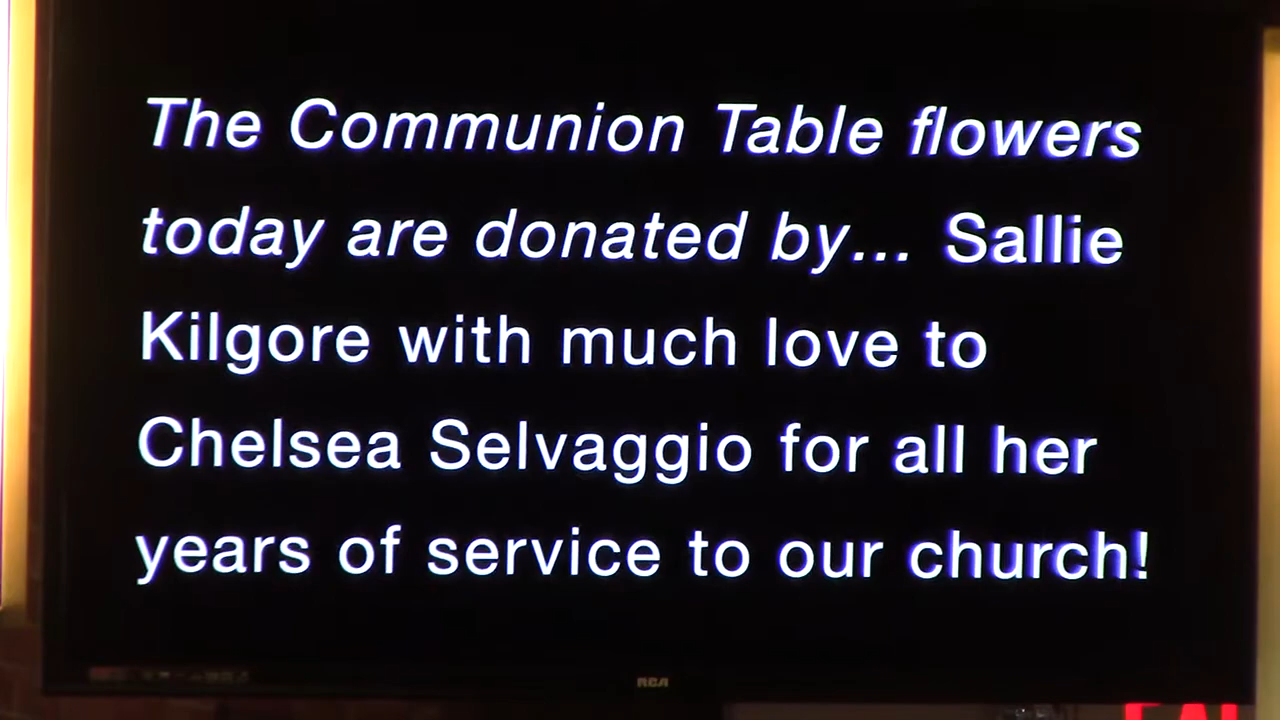 The Communion Table flowers
today are donated by... Sallie
Kilgore with much love to
Chelsea Selvaggio for all her
years of service to our church!
RCA